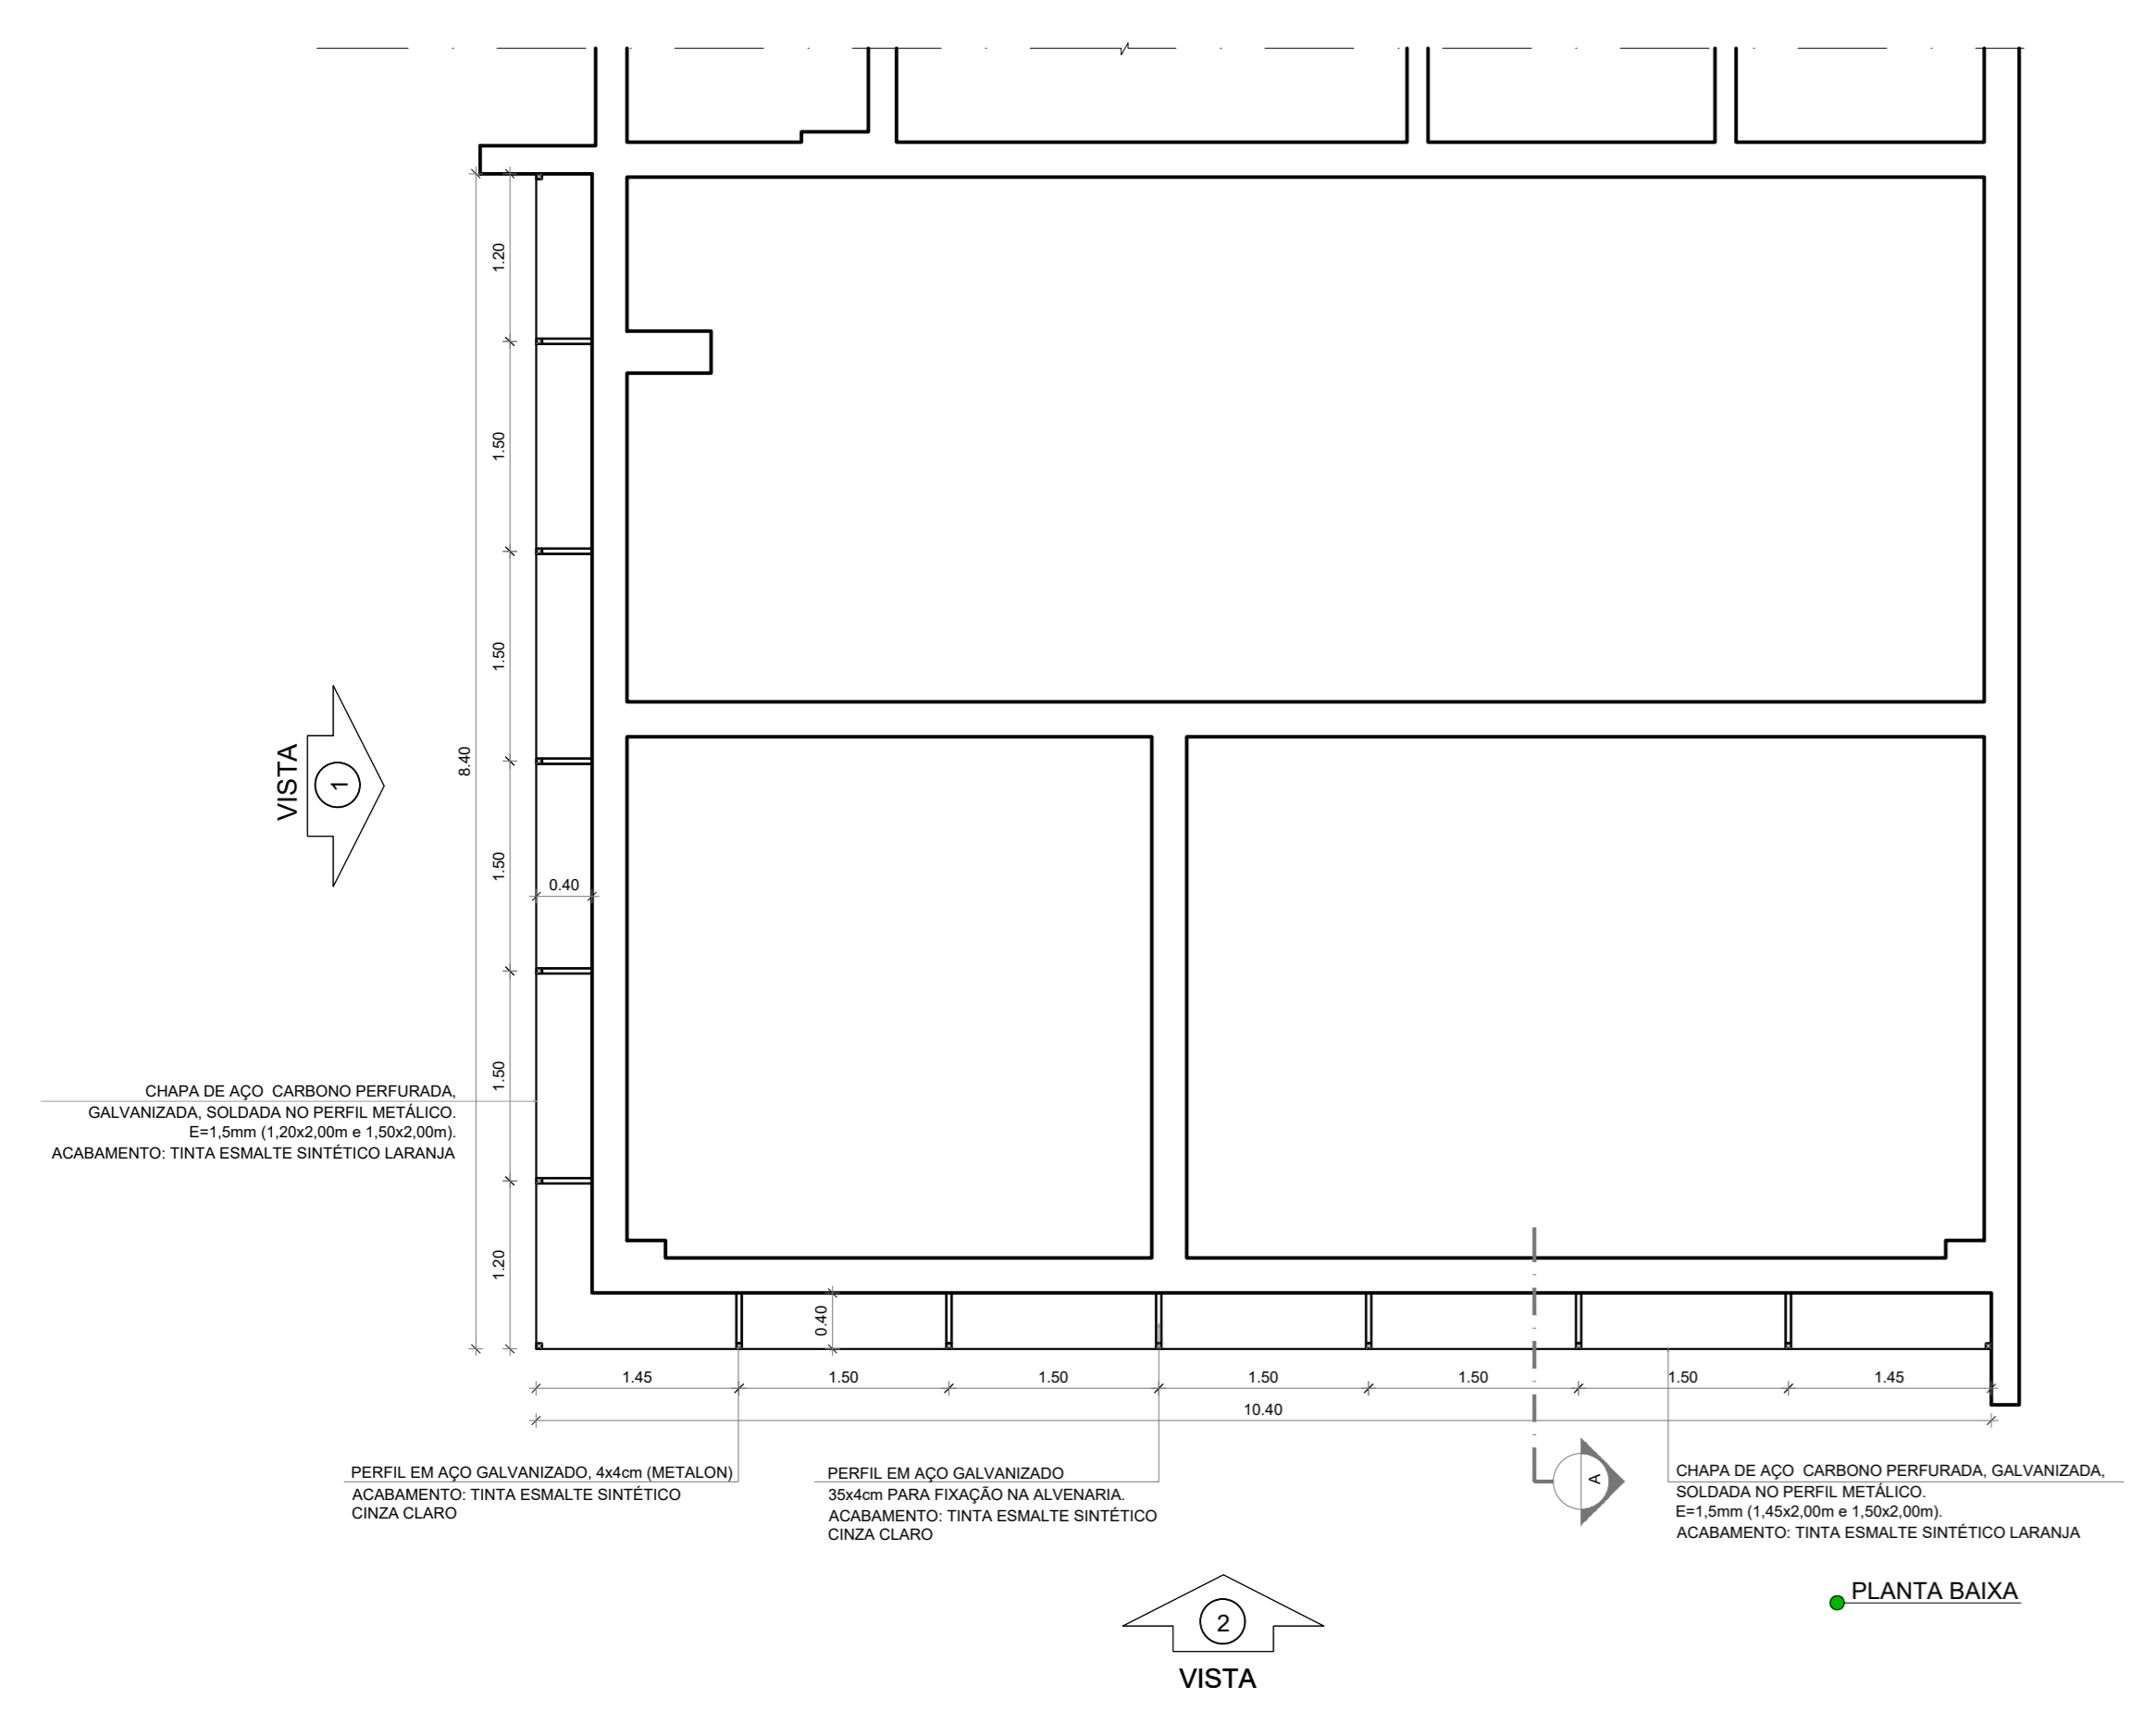 1.20
1.50
1.50
8.40
VISTA
1
1.50
0.40
1.50
CHAPA DE AÇO  CARBONO PERFURADA,
GALVANIZADA, SOLDADA NO PERFIL METÁLICO.
E=1,5mm (1,20x2,00m e 1,50x2,00m).
ACABAMENTO: TINTA ESMALTE SINTÉTICO LARANJA
1.20
0.40
1.45
1.50
1.50
1.50
1.50
1.50
1.45
10.40
PERFIL EM AÇO GALVANIZADO, 4x4cm (METALON)
ACABAMENTO: TINTA ESMALTE SINTÉTICO
CINZA CLARO
PERFIL EM AÇO GALVANIZADO
35x4cm PARA FIXAÇÃO NA ALVENARIA.
ACABAMENTO: TINTA ESMALTE SINTÉTICO
CINZA CLARO
A
CHAPA DE AÇO  CARBONO PERFURADA, GALVANIZADA,
SOLDADA NO PERFIL METÁLICO.
E=1,5mm (1,45x2,00m e 1,50x2,00m).
ACABAMENTO: TINTA ESMALTE SINTÉTICO LARANJA
PLANTA BAIXA
2
VISTA